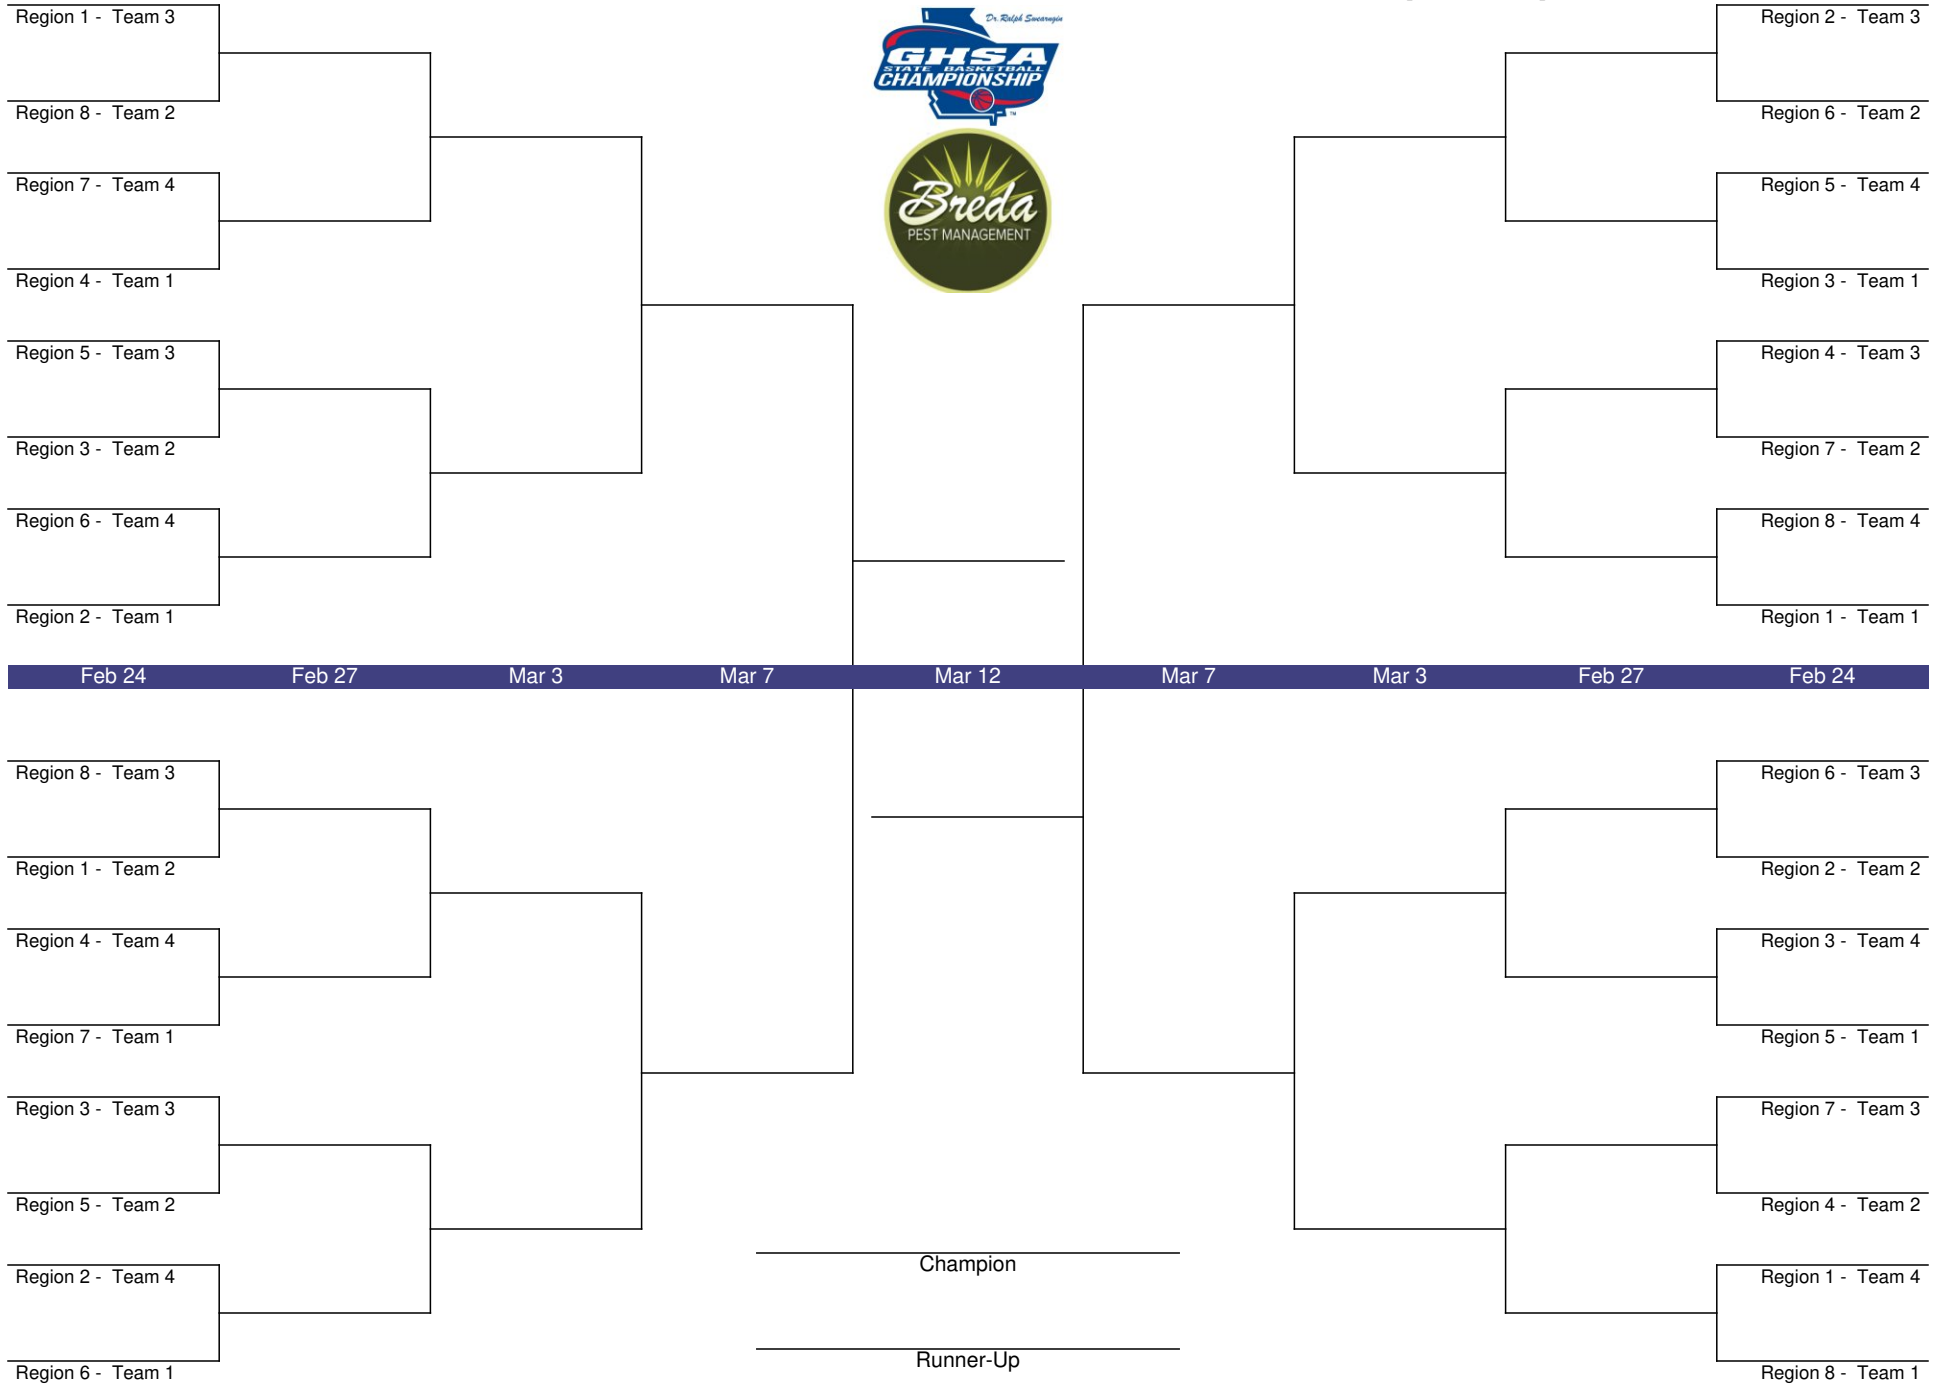 Region 1 - Team 3
Region 8 - Team 2
Region 7 - Team 4
Region 4 - Team 1
Region 5 - Team 3
Region 3 - Team 2
Region 6 - Team 4
Region 2 - Team 1
Dr. Ralph Swearngin
GHSA
STATE BASKETBALL
CHAMPIONSHIP
TM
Breda
PEST MANAGEMENT
Region 2 - Team 3
Region 6 - Team 2
Region 5 - Team 4
Region 3 - Team 1
Region 4 - Team 3
Region 7 - Team 2
Region 8 - Team 4
Region 1 - Team 1
Feb 24 Feb 27 Mar 3 Mar 7 Mar 12 Mar 7 Mar 3 Feb 27 Feb 24
Region 8 - Team 3
Region 1 - Team 2
Region 4 - Team 4
Region 7 - Team 1
Region 3 - Team 3
Region 5 - Team 2
Region 2 - Team 4
Region 6 - Team 1
Champion
Runner-Up
Region 6 - Team 3
Region 2 - Team 2
Region 3 - Team 4
Region 5 - Team 1
Region 7 - Team 3
Region 4 - Team 2
Region 1 - Team 4
Region 8 - Team 1